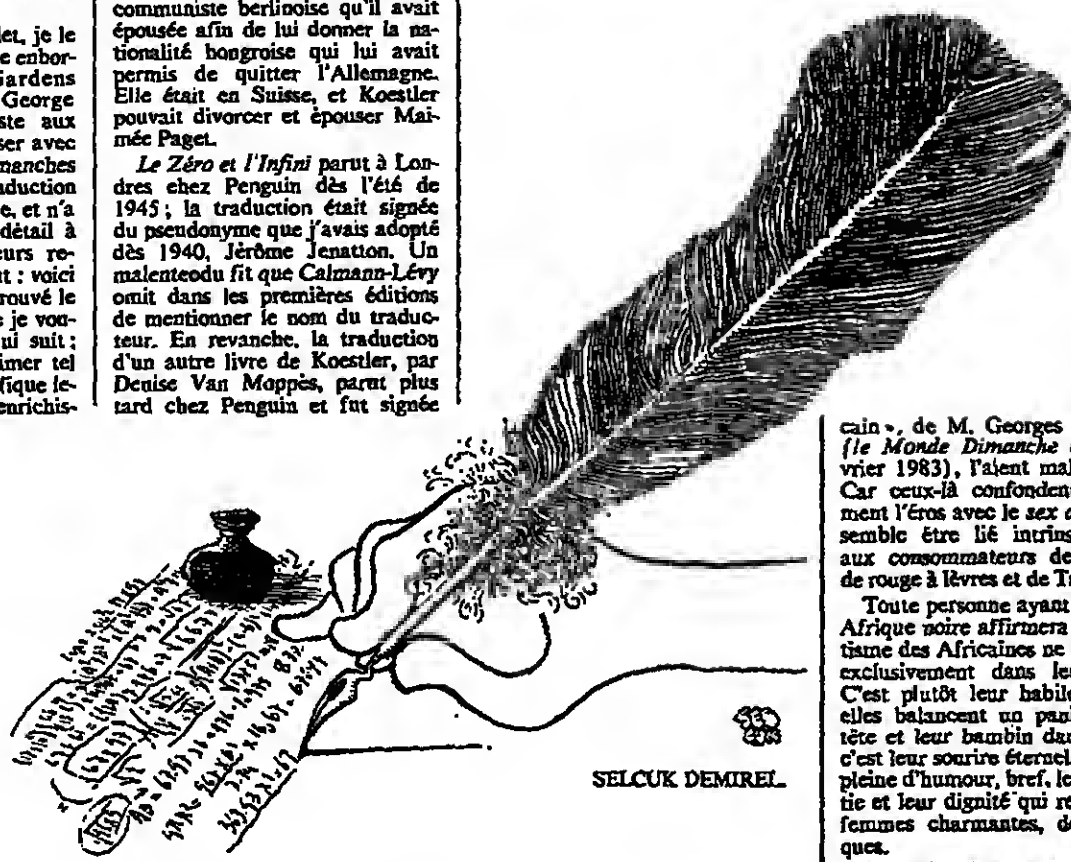 let, je le
e enbor-
Gardens
George
ste aux
ser avec
manches
aduction
e, et n'a
détail à
eurs re-
nt : voici
rouvé le
e je vou-
ui suit ;
imer tel
fique le-
enrichis-
communiste berlinoise qu'il avait
épousée afin de lui donner la na-
tionalité hongroise qui lui avait
permis de quitter l'Allemagne.
Elle était en Suisse, et Koestler
pouvait divorcer et épouser Mai-
mée Paget.
Le Zéro et l'Infini parut à Lon-
dres chez Penguin dès l'été de
1945 ; la traduction était signée
du pseudonyme que j'avais adopté
dès 1940, Jérôme Jenatton. Un
malenteodu fit que Calmann-Lévy
omit dans les premières éditions
de mentionner le nom du traduc-
teur. En revanche, la traduction
d'un autre livre de Koestler, par
Denise Van Moppès, parut plus
tard chez Penguin et fut signée
SELCUK DEMIREL
cain », de M. Georges
(le Monde Dimanche
vrier 1983), l'aient mal
Car ceux-là confondent
ment l'Éros avec le sex
semble être lié intrins
aux consommateurs de
de rouge à lèvres et de
Toute personne ayant
Afrique noire affirmera
tisme des Africaines ne
exclusivement dans leu
C'est plutôt leur habile
elles balancent un pani
tête et leur bambin dan
c'est leur sourire éternel
pleine d'humour, bref, le
tie et leur dignité qui re
femmes charmantes, de
ques.